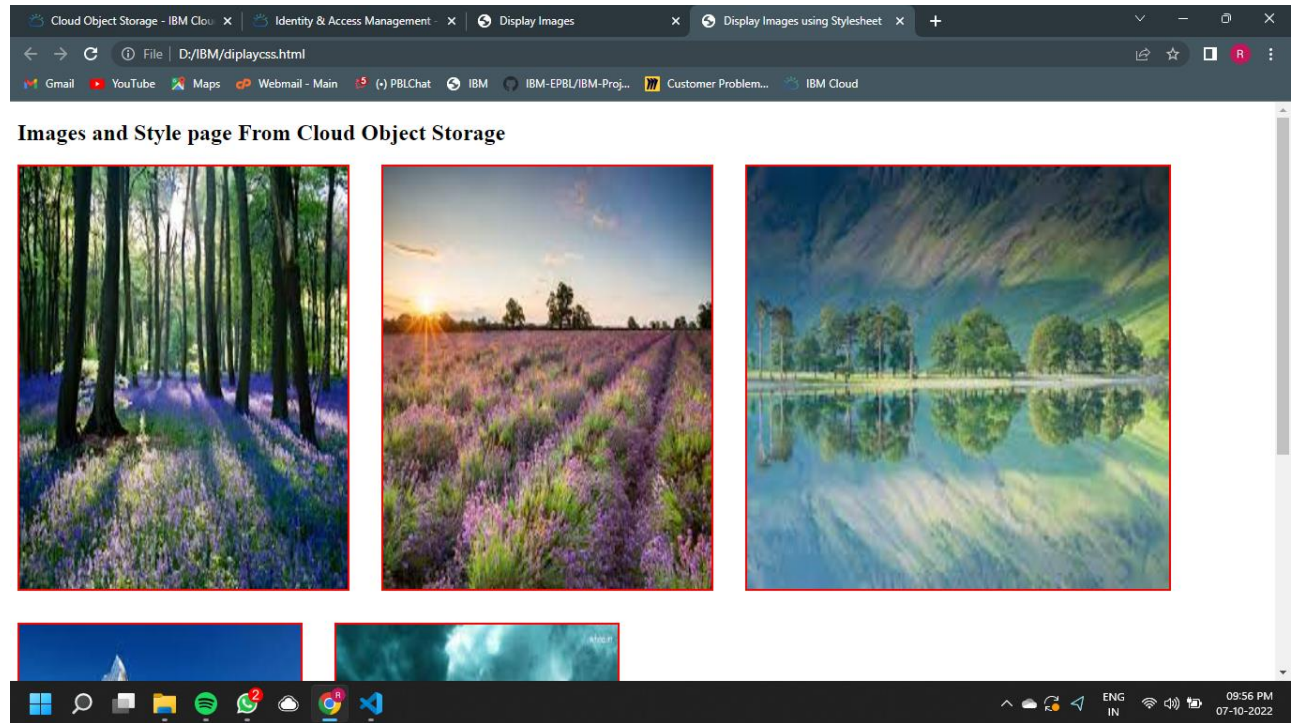 Cloud Object Storage - IBM Clou
Identity & Access Management -
Display Images
Display Images using Stylesheet
File
D:/IBM/diplaycss.html
R
Gmail
YouTube
Maps
Webmail - Main
5
(•) PBLChat
IBM
IBM-EPBL/IBM-Proj...
Customer Problem...
IBM Cloud
Images and Style page From Cloud Object Storage
2
R
ENG
IN
09:56 PM
07-10-2022